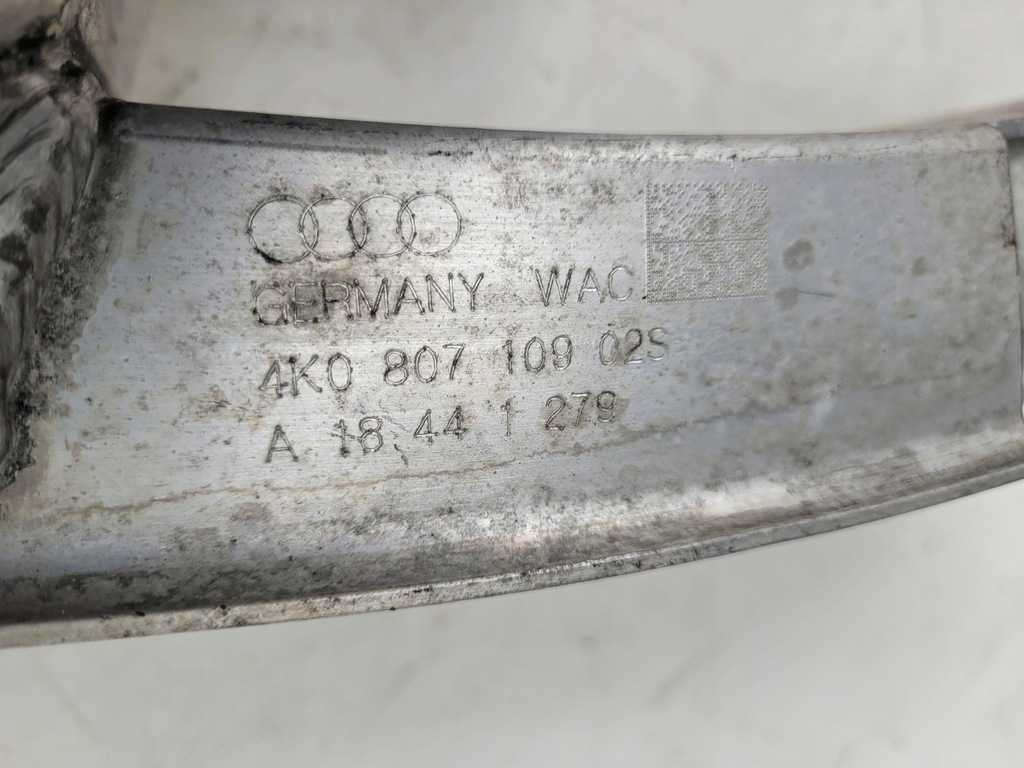 GERMANY WAC
4K0 807 109 02S
A 18 44 1 279